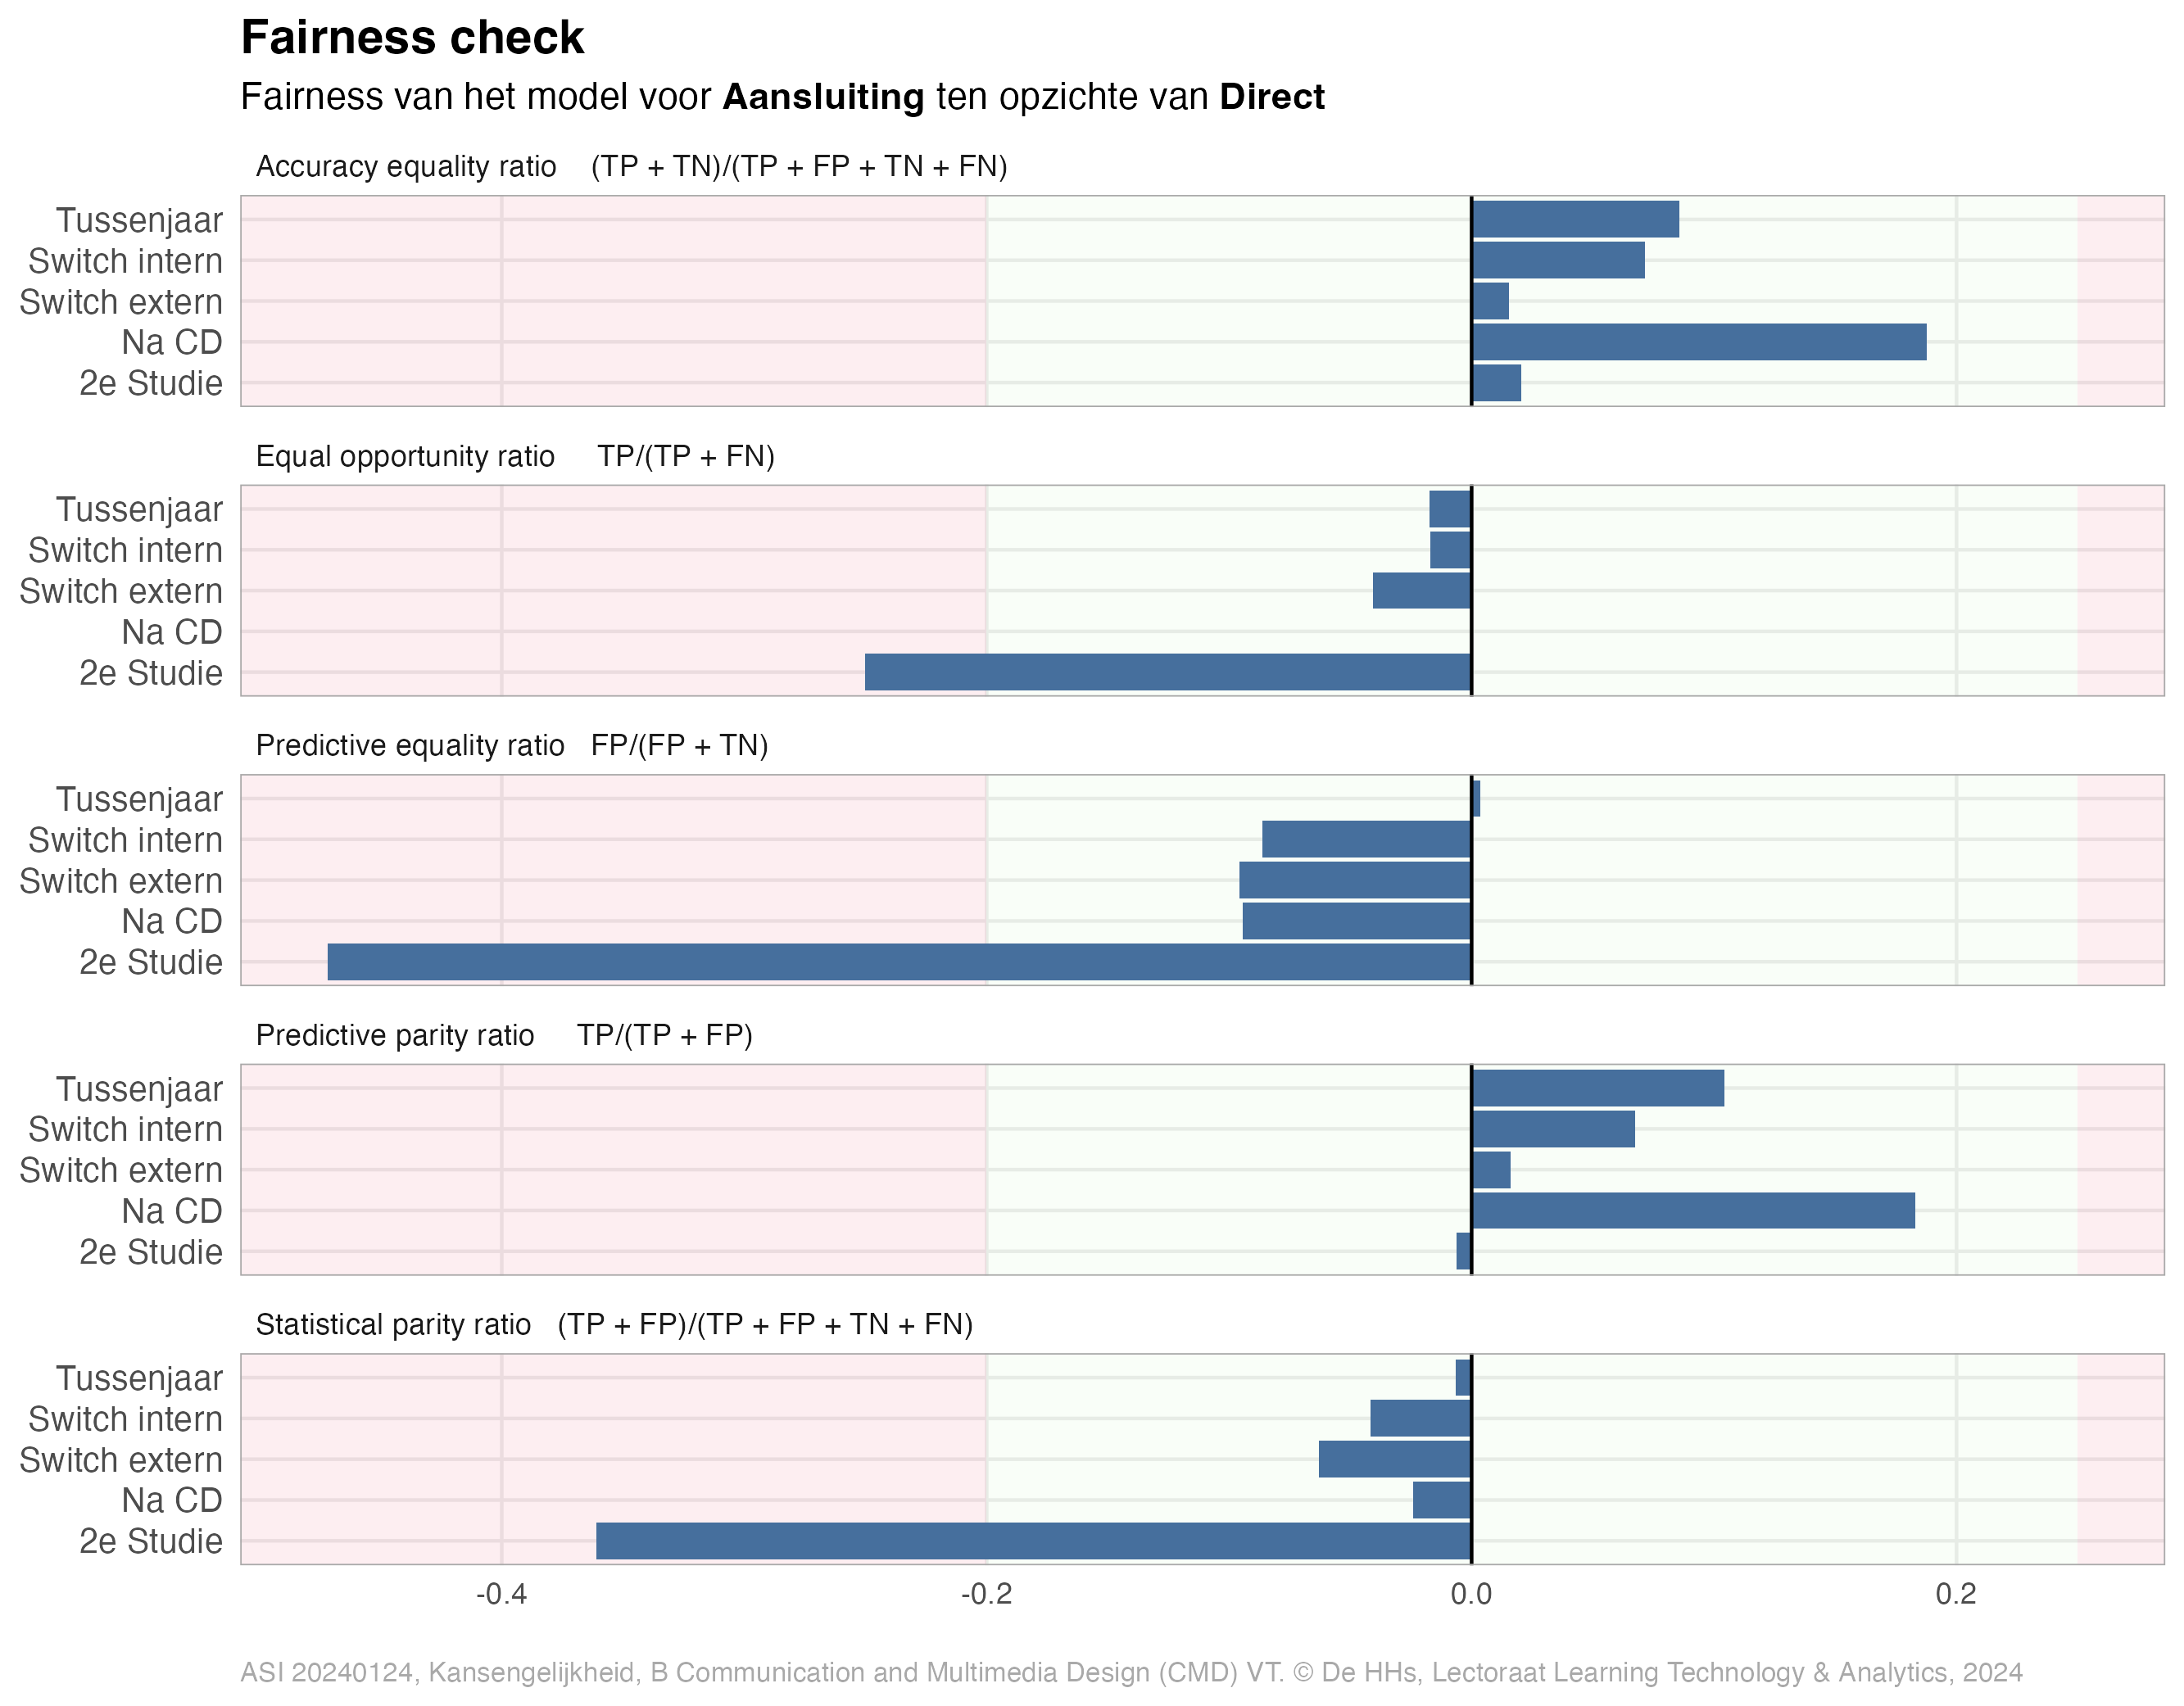 Fairness check
Fairness van het model voor Aansluiting ten opzichte van Direct
Accuracy equality ratio (TP + TN)/(TP + FP + TN + FN)
Tussenjaar
Switch intern
Switch extern
Na CD
2e Studie
Equal opportunity ratio TP/(TP + FN)
Tussenjaar
Switch intern
Switch extern
Na CD
2e Studie
Predictive equality ratio FP/(FP + TN)
Tussenjaar
Switch intern
Switch extern
Na CD
2e Studie
Predictive parity ratio TP/(TP + FP)
Tussenjaar
Switch intern
Switch extern
Na CD
2e Studie
Statistical parity ratio (TP + FP)/(TP + FP + TN + FN)
Tussenjaar
Switch intern
Switch extern
Na CD
2e Studie
-0.4 -0.2 0.0 0.2
ASI 20240124, Kansengelijkheid, B Communication and Multimedia Design (CMD) VT. © De HHs, Lectoraat Learning Technology & Analytics, 2024